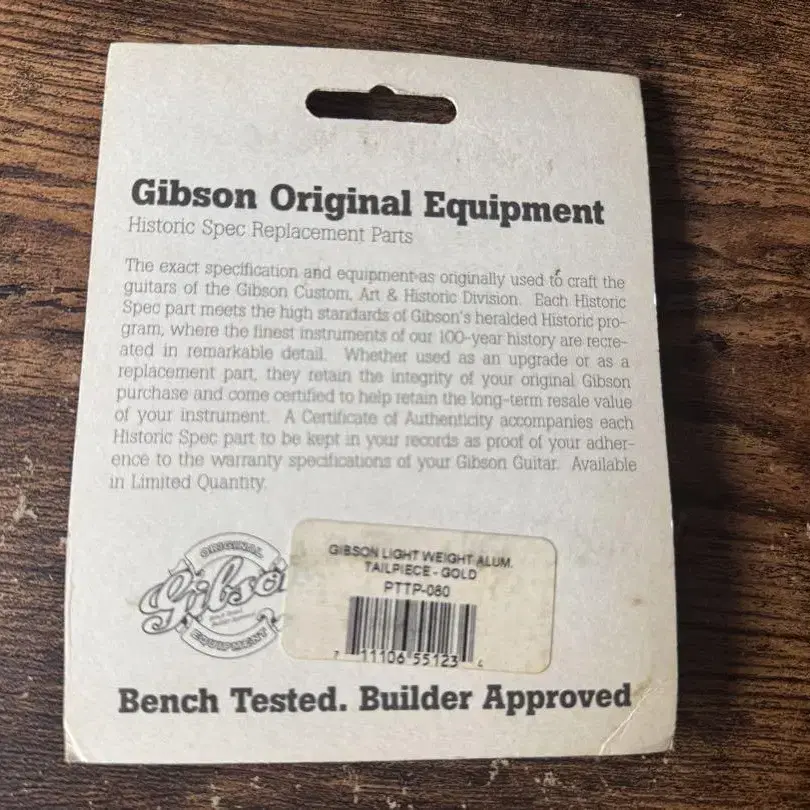 Gibson Original Equipment
Historic Spec Replacement Parts
The exact specification and equipment as originally used to craft the
guitars of the Gibson Custom, Art & Historic Division. Each Historic
Spec part meets the high standards of Gibson's heralded Historic pro-
gram, where the finest instruments of our 100-year history are recre-
ated in remarkable detail. Whether used as an upgrade or as a
replacement part, they retain the integrity of your original Gibson
purchase and come certified to help retain the long-term resale value
of your instrument. A Certificate of Authenticity accompanies each
Historic Spec part to be kept in your records as proof of your adher-
ence to the warranty specifications of your Gibson Guitar. Available
in Limited Quantity.
ORIGINAL
Gibson
EQUIPMENT
GIBSON LIGHT WEIGHT ALUM.
TAILPIECE - GOLD
PTTP-060
7 11106 55123 4
Bench Tested. Builder Approved